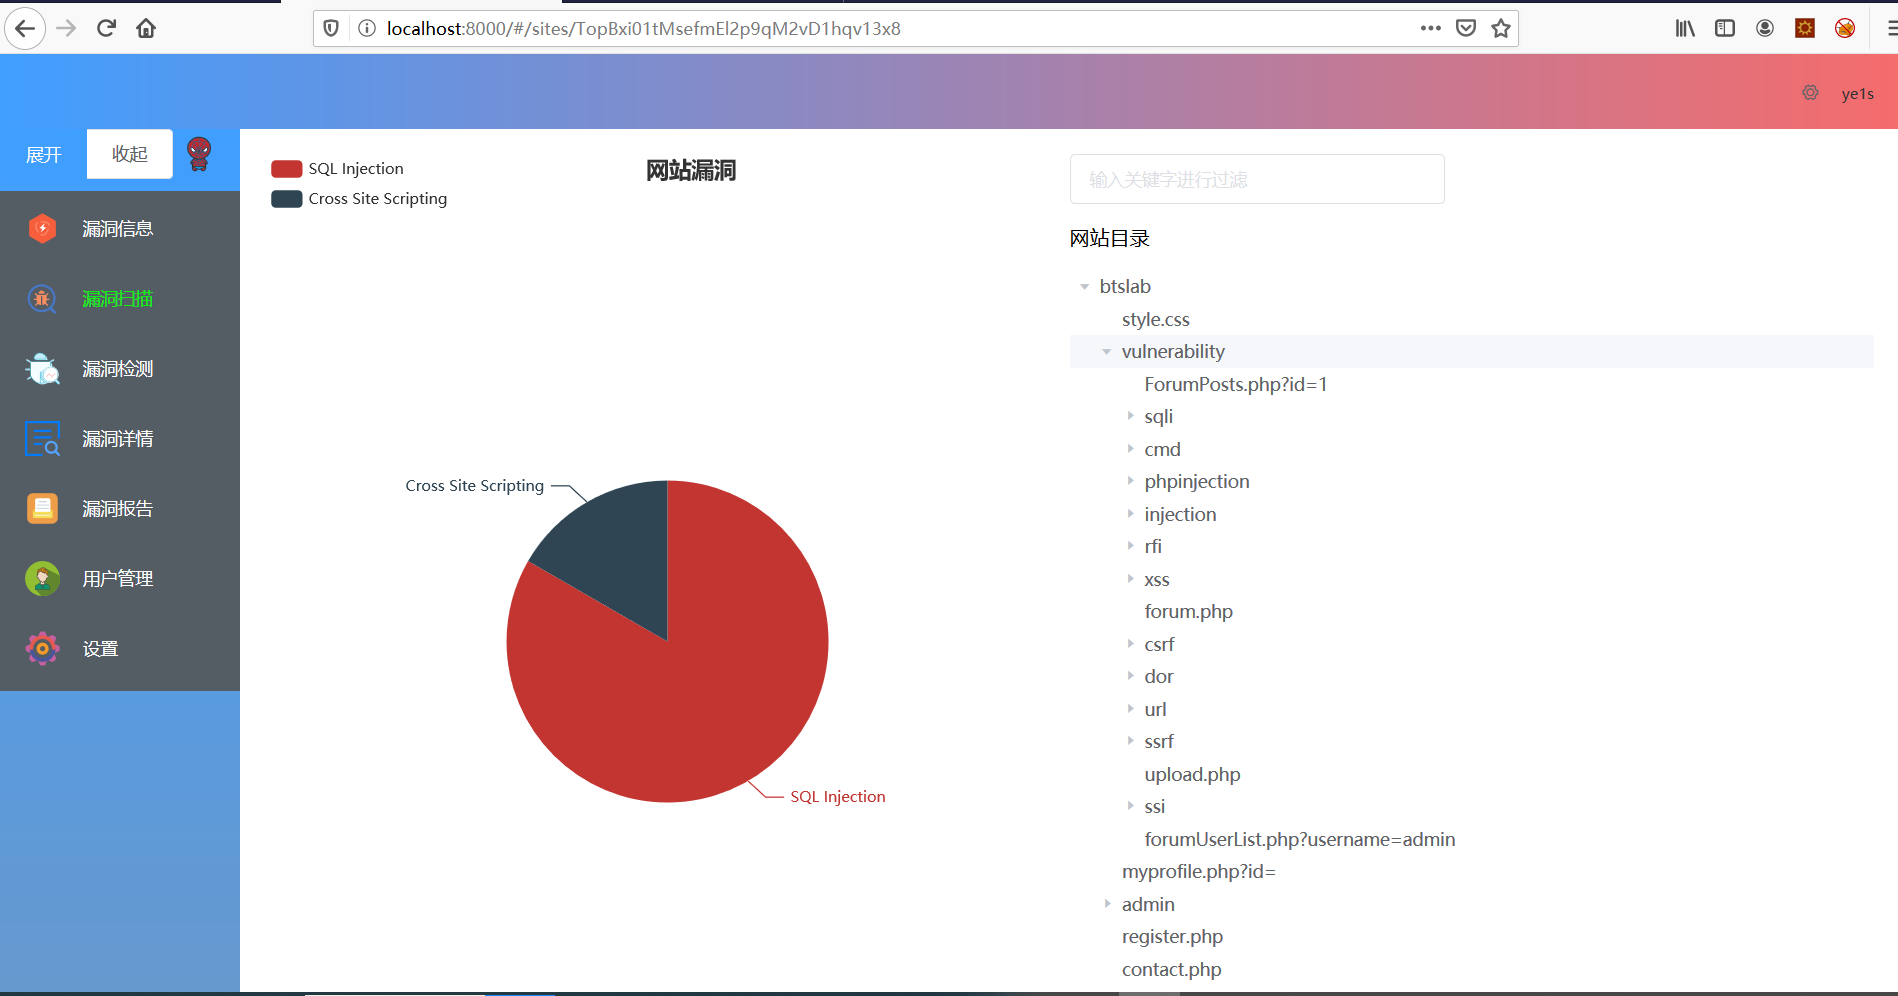 localhost:8000/#/sites/TopBxi01tMsefmEl2p9qM2vD1hqv13x8
ye1s
展开
收起
漏洞信息
漏洞扫描
漏洞检测
漏洞详情
漏洞报告
用户管理
设置
SQL Injection
Cross Site Scripting
网站漏洞
Cross Site Scripting
SQL Injection
输入关键字进行过滤
网站目录
btslab
style.css
vulnerability
ForumPosts.php?id=1
sqli
cmd
phpinjection
injection
rfi
xss
forum.php
csrf
dor
url
ssrf
upload.php
ssi
forumUserList.php?username=admin
myprofile.php?id=
admin
register.php
contact.php